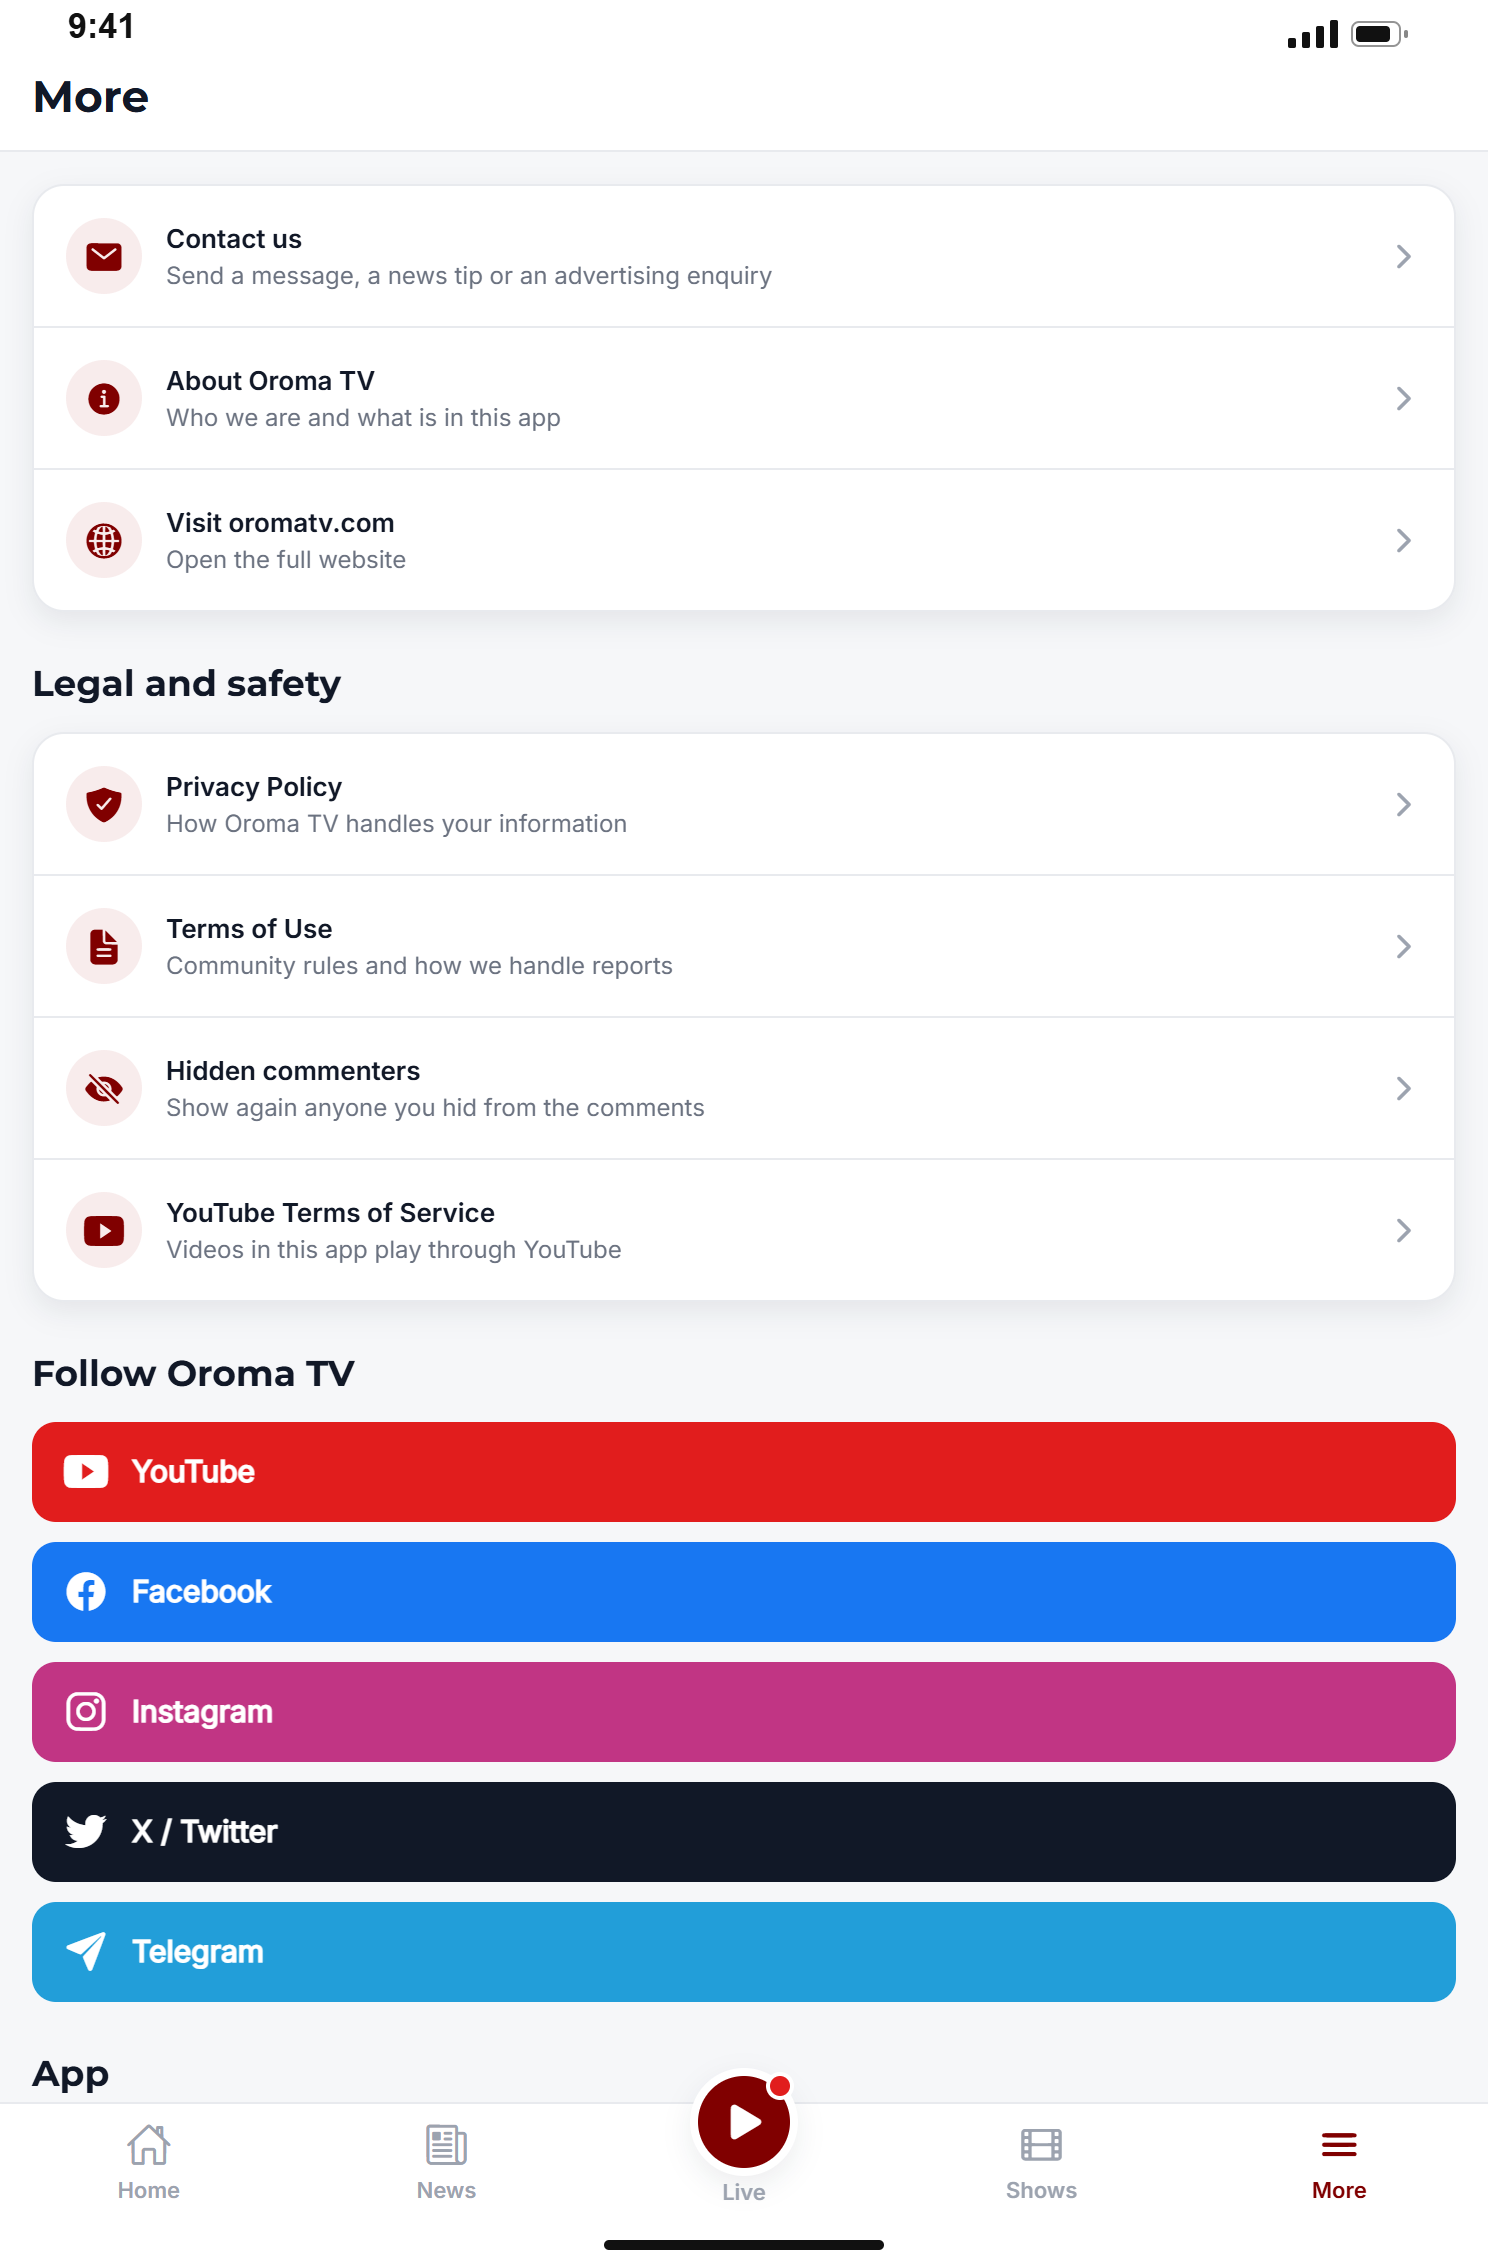 9:41
More
Contact us
Send a message, a news tip or an advertising enquiry
About Oroma TV
Who we are and what is in this app
Visit oromatv.com
Open the full website
Legal and safety
Privacy Policy
How Oroma TV handles your information
Terms of Use
Community rules and how we handle reports
Hidden commenters
Show again anyone you hid from the comments
YouTube Terms of Service
Videos in this app play through YouTube
Follow Oroma TV
YouTube
Facebook
Instagram
X / Twitter
Telegram
App
Home
News
Live
Shows
More